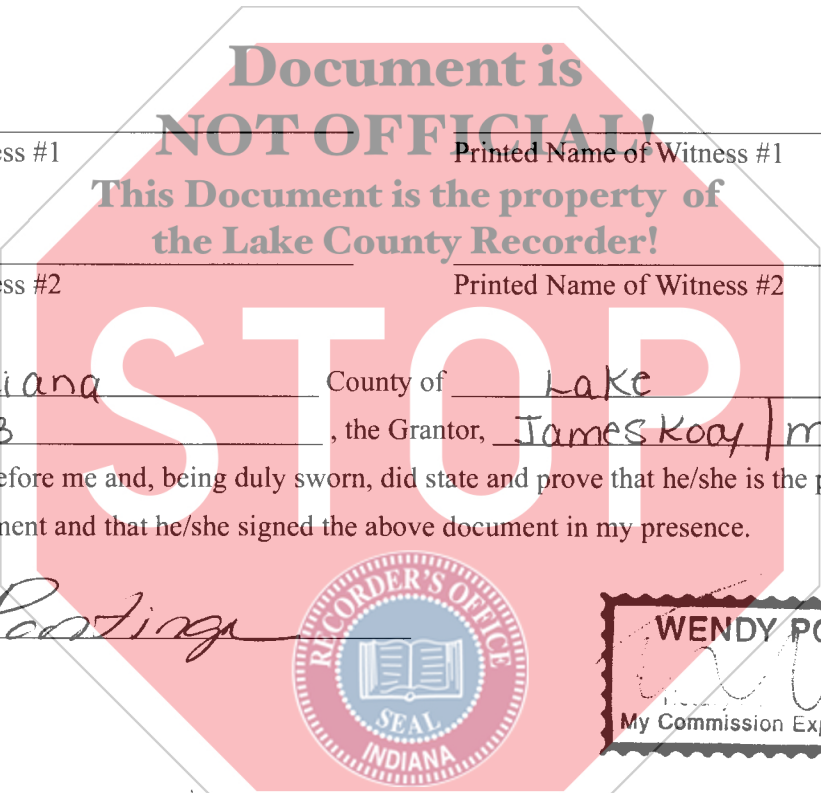 Document is
NOT OFFICIAL!
ess #1 Printed Name of Witness #1
This Document is the property of
the Lake County Recorder!
ess #2 Printed Name of Witness #2
STOP
iana County of Lake
3 , the Grantor, James Kooy | m
efore me and, being duly sworn, did state and prove that he/she is the p
ment and that he/she signed the above document in my presence.
RECORDER'S OFFICE
WENDY PO
SEAL
My Commission Exp
INDIANA